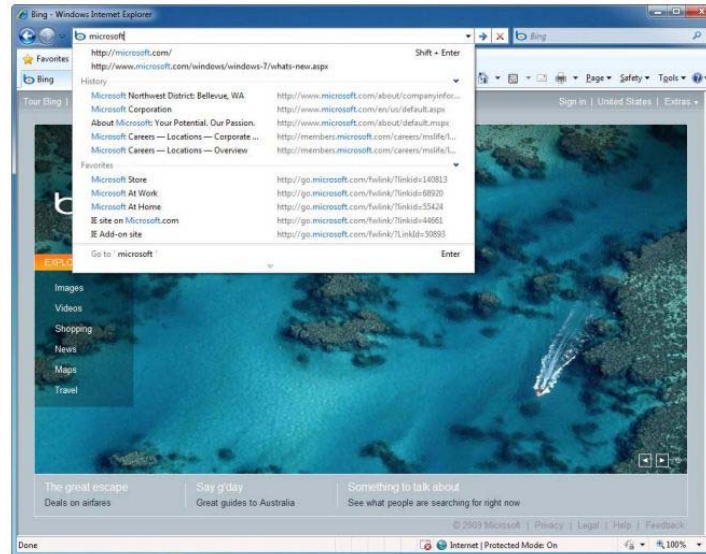 Bing - Windows Internet Explorer
microsoft
Bing
http://microsoft.com/ Shift + Enter
http://www.microsoft.com/windows/windows-7/whats-new.aspx
History
Microsoft Northwest District: Bellevue, WA http://www.microsoft.com/about/companyinfor...
Microsoft Corporation http://www.microsoft.com/en/us/default.aspx
About Microsoft: Your Potential. Our Passion. http://www.microsoft.com/about/default.mspx
Microsoft Careers — Locations — Corporate ... http://members.microsoft.com/careers/mslife/l...
Microsoft Careers — Locations — Overview http://members.microsoft.com/careers/mslife/l...
Favorites
Microsoft Store http://go.microsoft.com/fwlink/?linkid=140813
Microsoft At Work http://go.microsoft.com/fwlink/?linkid=68920
Microsoft At Home http://go.microsoft.com/fwlink/?linkid=55424
IE site on Microsoft.com http://go.microsoft.com/fwlink/?linkid=44661
IE Add-on site http://go.microsoft.com/fwlink/?LinkId=50893
Go to ' microsoft ' Enter
Favorites
Bing
Page Safety Tools
Tour Bing |
Sign in | United States | Extras
b
EXPLO
Images
Videos
Shopping
News
Maps
Travel
The great escape
Deals on airfares
Say g'day
Great guides to Australia
Something to talk about
See what people are searching for right now
© 2009 Microsoft | Privacy | Legal | Help | Feedback
Done
Internet | Protected Mode: On
100%